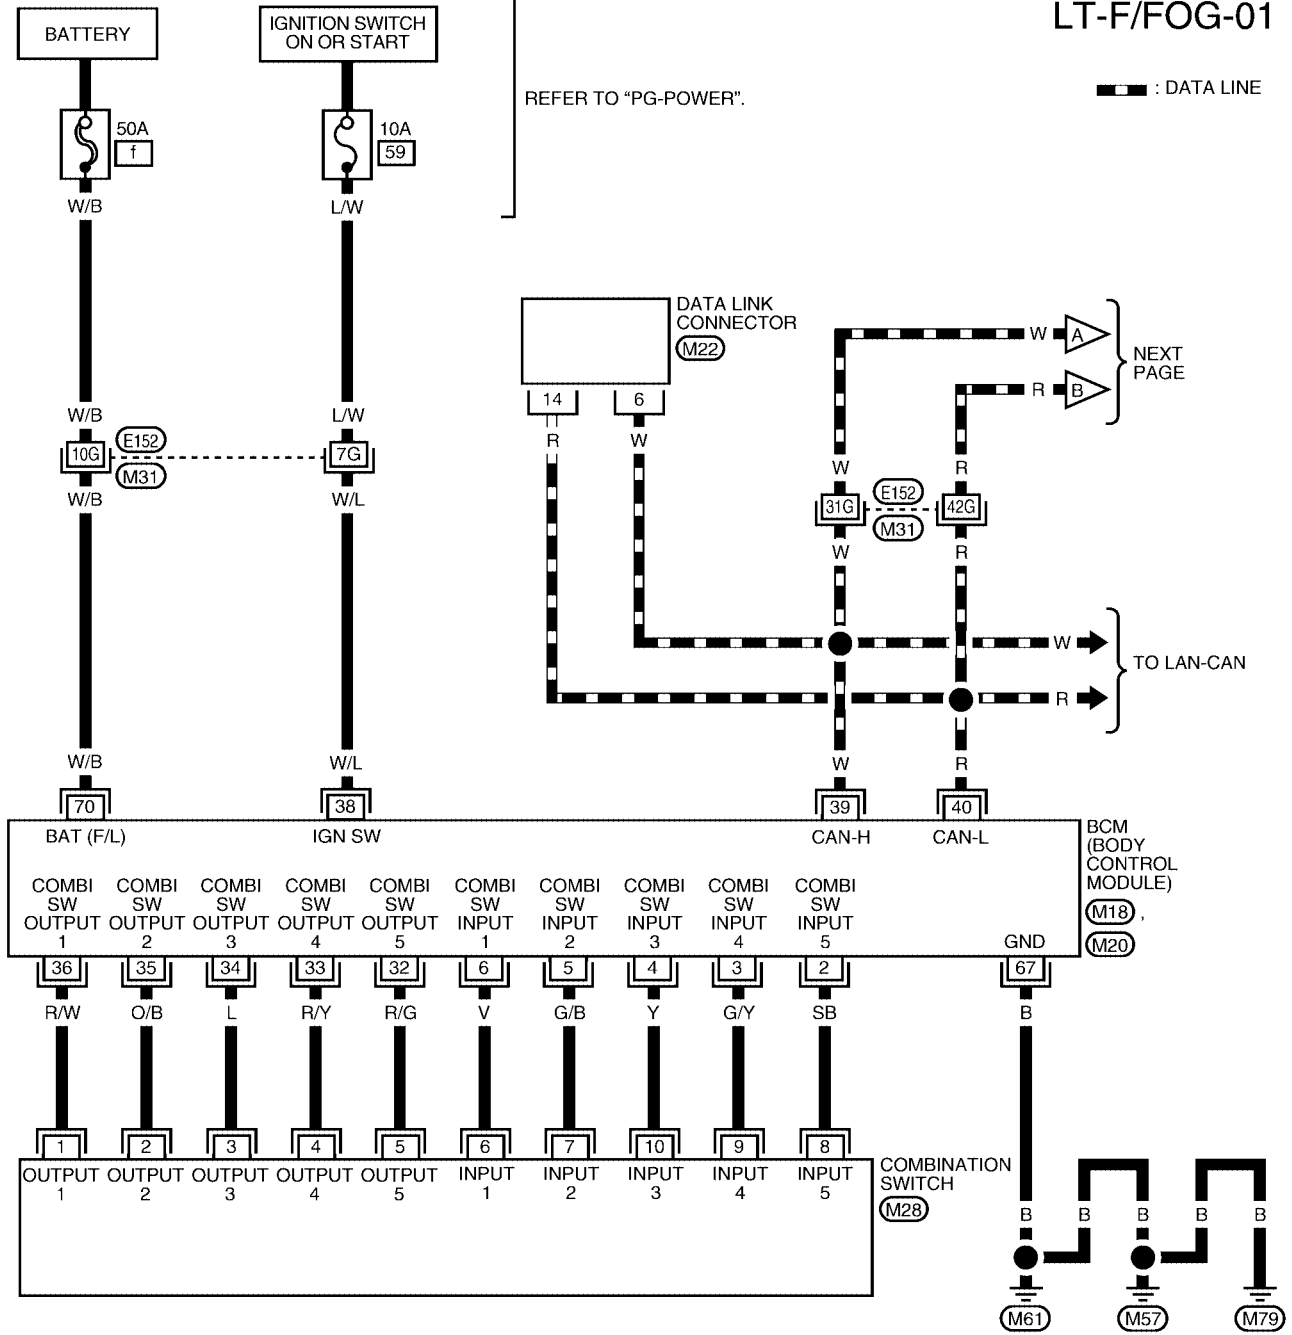 LT-F/FOG-01
BATTERY
IGNITION SWITCH
ON OR START
: DATA LINE
REFER TO “PG-POWER”.
50A
f
10A
59
W/B
L/W
DATA LINK
CONNECTOR
M22
14
6
R
W
W
A
R
B
NEXT
PAGE
W/B
L/W
10G
E152
M31
7G
W/B
W/L
W
R
31G
E152
M31
42G
W
R
W
R
TO LAN-CAN
W/B
W/L
W
R
70
38
39
40
BAT (F/L)
IGN SW
CAN-H
CAN-L
BCM
(BODY
CONTROL
MODULE)
M18 ,
M20
COMBI
SW
OUTPUT
1
COMBI
SW
OUTPUT
2
COMBI
SW
OUTPUT
3
COMBI
SW
OUTPUT
4
COMBI
SW
OUTPUT
5
COMBI
SW
INPUT
1
COMBI
SW
INPUT
2
COMBI
SW
INPUT
3
COMBI
SW
INPUT
4
COMBI
SW
INPUT
5
GND
36
35
34
33
32
6
5
4
3
2
67
R/W
O/B
L
R/Y
R/G
V
G/B
Y
G/Y
SB
B
1
2
3
4
5
6
7
10
9
8
OUTPUT
1
OUTPUT
2
OUTPUT
3
OUTPUT
4
OUTPUT
5
INPUT
1
INPUT
2
INPUT
3
INPUT
4
INPUT
5
COMBINATION
SWITCH
M28
B
B
B
B
B
M61
M57
M79